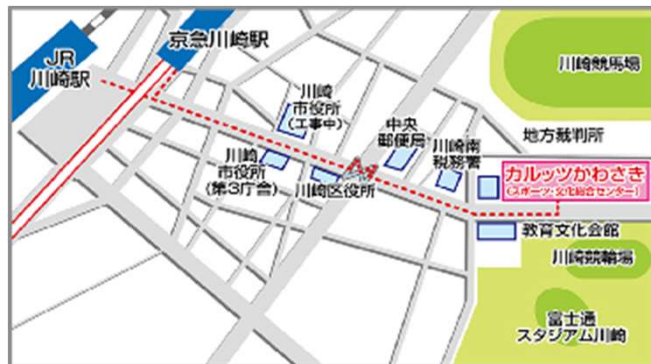 JR
川崎駅
京急川崎駅
川崎競馬場
川崎
市役所
(工事中)
中央
郵便局
地方裁判所
川崎南
税務署
川崎
市役所
(第3庁舎)
川崎区役所
カルッツかわさき
(スポーツ・文化総合センター)
教育文化会館
川崎競輪場
富士通
スタジアム川崎